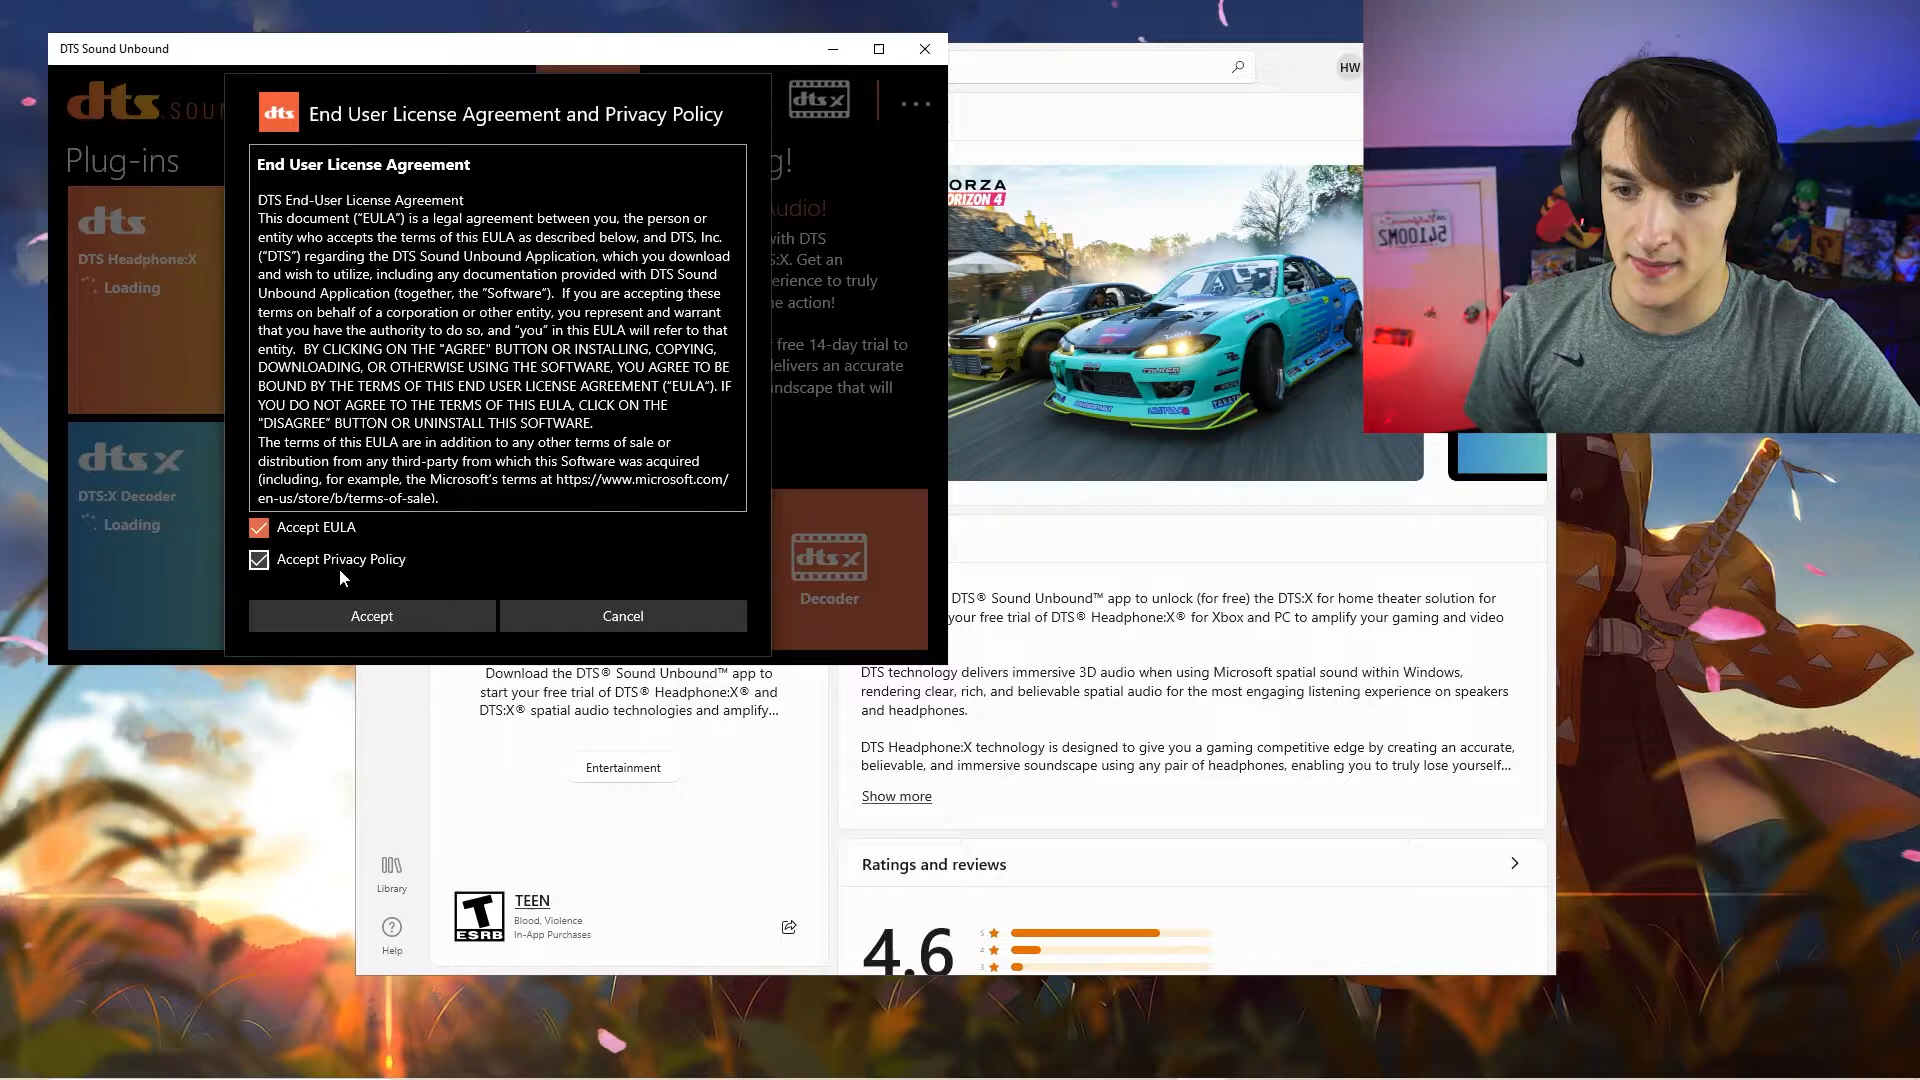 DTS Sound Unbound
dts SOUN
Plug-ins
dts
DTS Headphone:X
Loading
dts X
DTS:X Decoder
Loading
dts
End User License Agreement and Privacy Policy
End User License Agreement
DTS End-User License Agreement
This document (“EULA”) is a legal agreement between you, the person or
entity who accepts the terms of this EULA as described below, and DTS, Inc.
(“DTS”) regarding the DTS Sound Unbound Application, which you download
and wish to utilize, including any documentation provided with DTS Sound
Unbound Application (together, the “Software”).  If you are accepting these
terms on behalf of a corporation or other entity, you represent and warrant
that you have the authority to do so, and “you” in this EULA will refer to that
entity.  BY CLICKING ON THE "AGREE" BUTTON OR INSTALLING, COPYING,
DOWNLOADING, OR OTHERWISE USING THE SOFTWARE, YOU AGREE TO BE
BOUND BY THE TERMS OF THIS END USER LICENSE AGREEMENT (“EULA”). IF
YOU DO NOT AGREE TO THE TERMS OF THIS EULA, CLICK ON THE
"DISAGREE” BUTTON OR UNINSTALL THIS SOFTWARE.
The terms of this EULA are in addition to any other terms of sale or
distribution from any third-party from which this Software was acquired
(including, for example, the Microsoft’s terms at https://www.microsoft.com/
en-us/store/b/terms-of-sale).
Accept EULA
Accept Privacy Policy
Accept
Cancel
dts X
g!
Audio!
with DTS
S:X. Get an
erience to truly
e action!
free 14-day trial to
delivers an accurate
ndscape that will
dts X
Decoder
HW
ORZA
ORIZON 4
DTS® Sound Unbound™ app to unlock (for free) the DTS:X for home theater solution for
your free trial of DTS® Headphone:X® for Xbox and PC to amplify your gaming and video
DTS technology delivers immersive 3D audio when using Microsoft spatial sound within Windows,
rendering clear, rich, and believable spatial audio for the most engaging listening experience on speakers
and headphones.
DTS Headphone:X technology is designed to give you a gaming competitive edge by creating an accurate,
believable, and immersive soundscape using any pair of headphones, enabling you to truly lose yourself...
Show more
Download the DTS® Sound Unbound™ app to
start your free trial of DTS® Headphone:X® and
DTS:X® spatial audio technologies and amplify...
Entertainment
Library
Help
T
ESRB
TEEN
Blood, Violence
In-App Purchases
Ratings and reviews
4.6
5
4
3